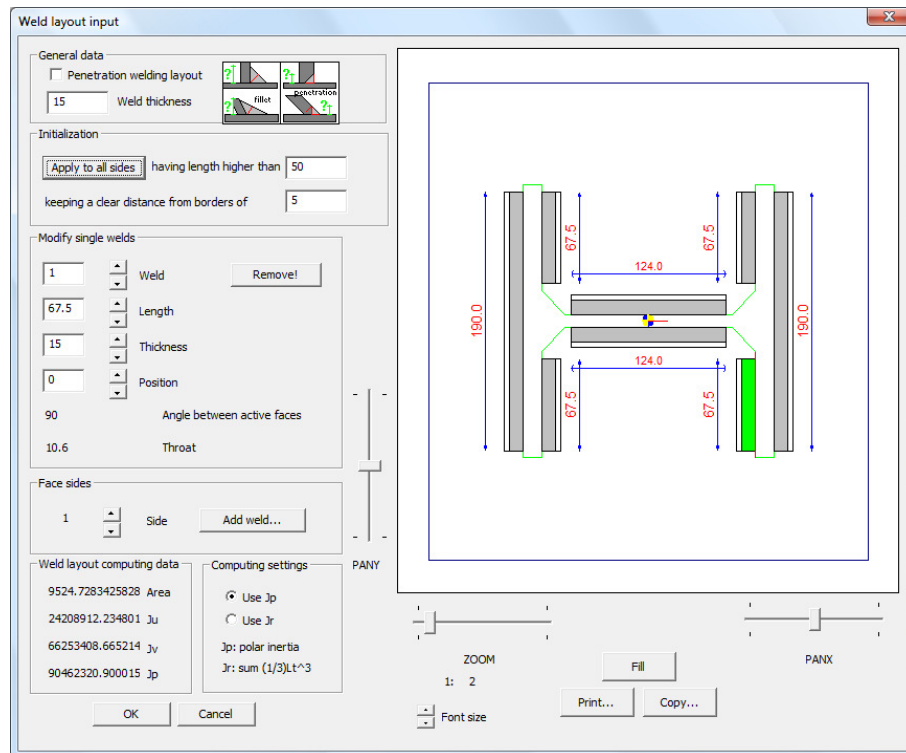 Weld layout input
General data
Penetration welding layout
15 Weld thickness
? ?
fillet penetration
? ?
Initialization
Apply to all sides having length higher than 50
keeping a clear distance from borders of 5
Modify single welds
1 Weld Remove!
67.5 Length
15 Thickness
0 Position
90 Angle between active faces
10.6 Throat
Face sides
1 Side Add weld...
Weld layout computing data
9524.7283425828 Area
24208912.234801 Ju
66253408.665214 Jv
90462320.900015 Jp
Computing settings
Use Jp
Use Jr
Jp: polar inertia
Jr: sum (1/3)Lt^3
OK Cancel
PANY
67.5 67.5
124.0
190.0 190.0
124.0
67.5 67.5
ZOOM
1: 2
Font size
Fill
Print... Copy...
PANX